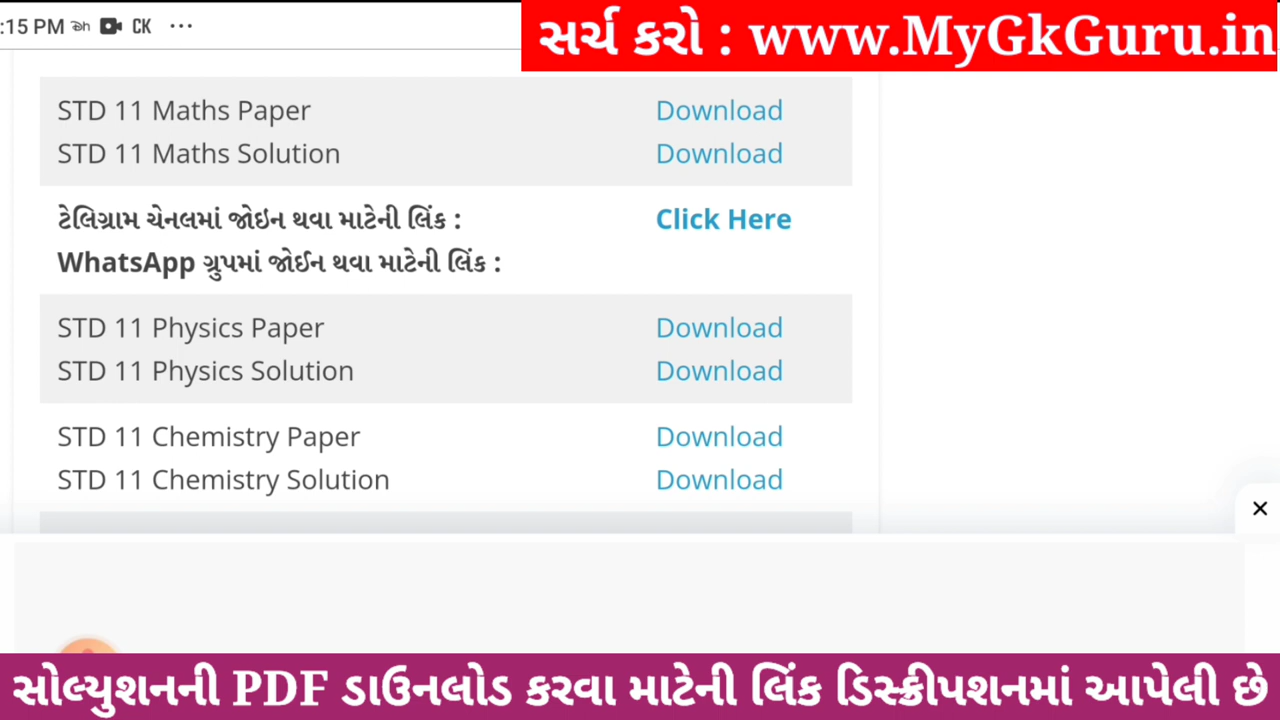 :15 PM CK ...
સર્ચ કરો : www.MyGkGuru.in
STD 11 Maths Paper Download
STD 11 Maths Solution Download
ટેલિગ્રામ ચેનલમાં જોઇન થવા માટેની લિંક : Click Here
WhatsApp ગ્રુપમાં જોઈન થવા માટેની લિંક :
STD 11 Physics Paper Download
STD 11 Physics Solution Download
STD 11 Chemistry Paper Download
STD 11 Chemistry Solution Download
સોલ્યુશનની PDF ડાઉનલોડ કરવા માટેની લિંક ડિસ્ક્રીપશનમાં આપેલી છે